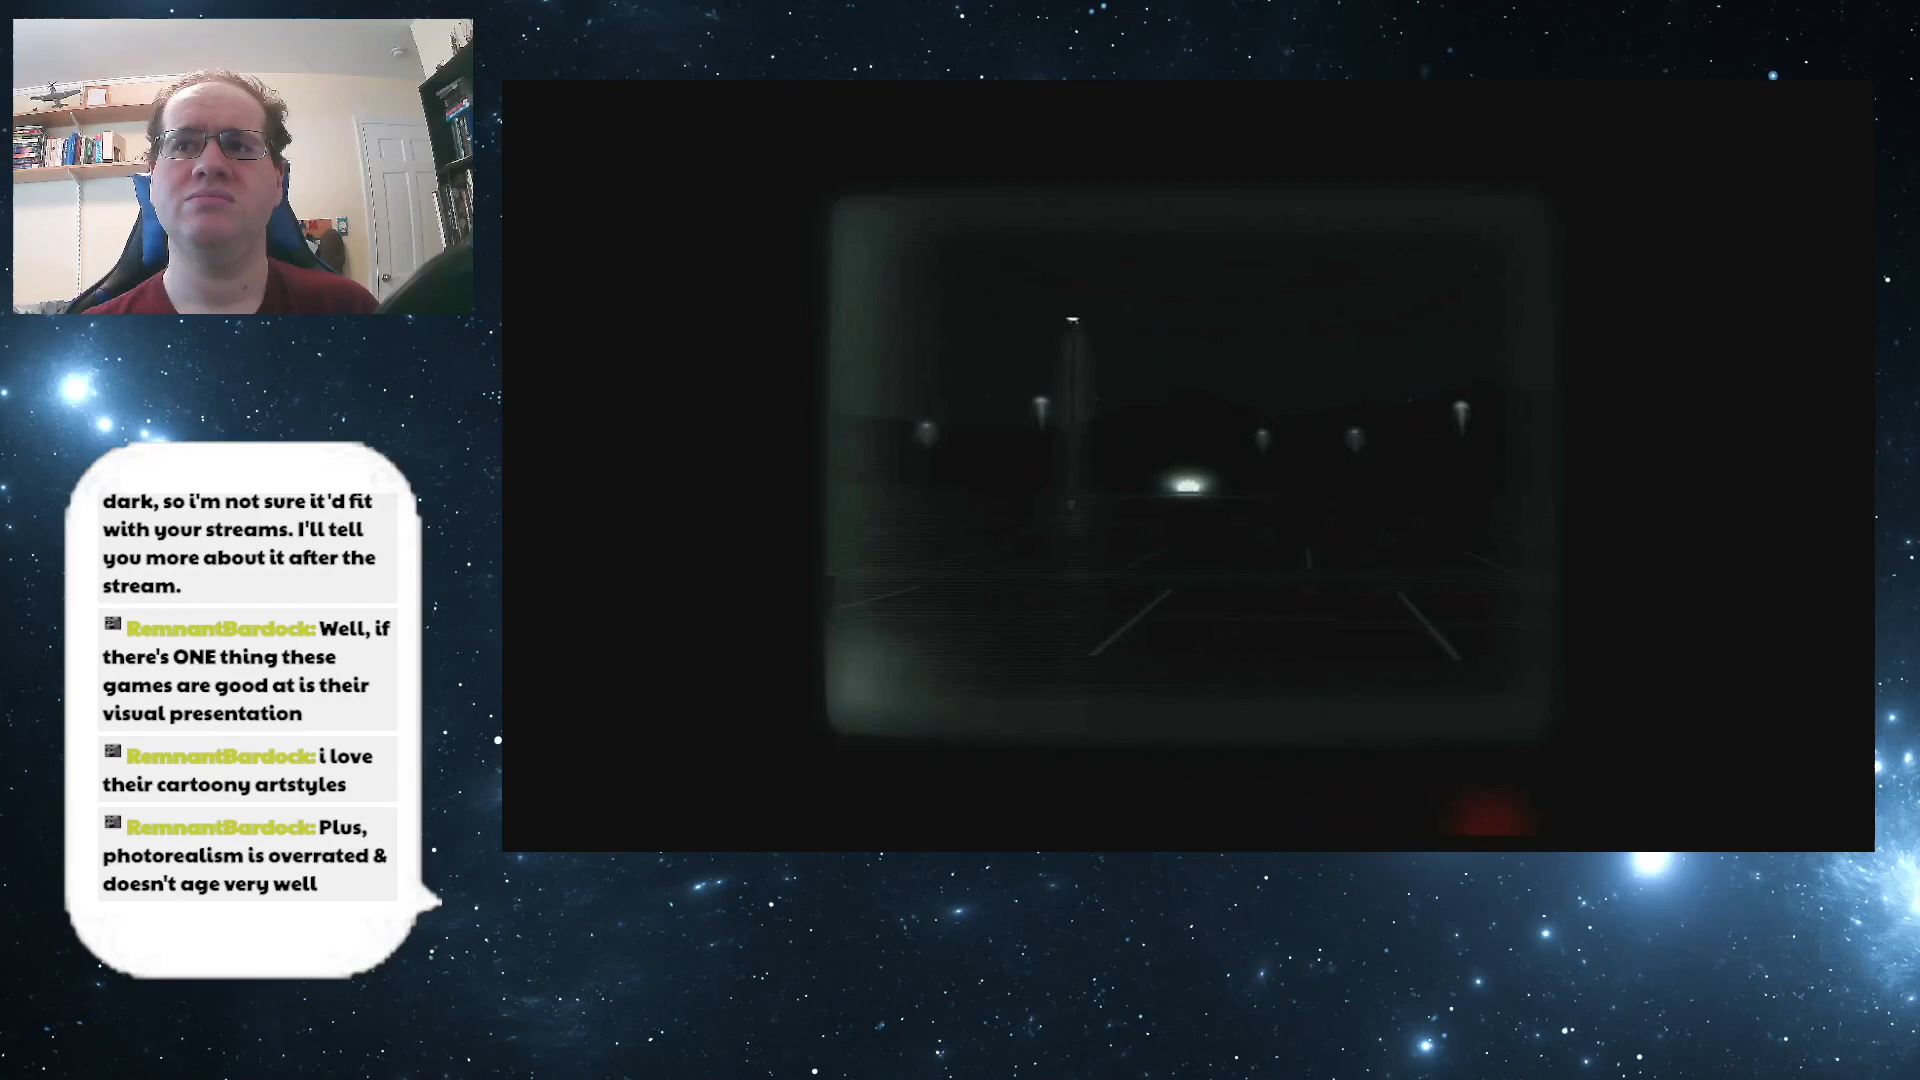 dark, so i'm not sure it'd fit
with your streams. I'll tell
you more about it after the
stream.
RemnantBardock: Well, if
there's ONE thing these
games are good at is their
visual presentation
RemnantBardock: i love
their cartoony artstyles
RemnantBardock: Plus,
photorealism is overrated &
doesn't age very well